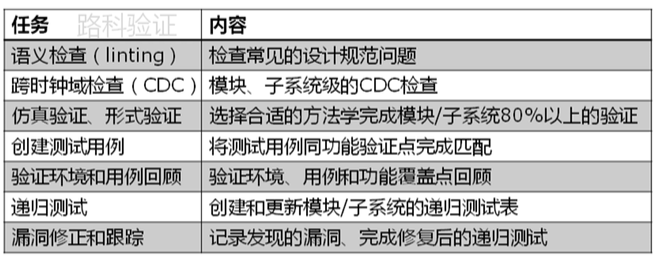 任务 路科验证 内容
语义检查（linting） 检查常见的设计规范问题
跨时钟域检查（CDC） 模块、子系统级的CDC检查
仿真验证、形式验证 选择合适的方法学完成模块/子系统80%以上的验证
创建测试用例 将测试用例同功能验证点完成匹配
验证环境和用例回顾 验证环境、用例和功能覆盖点回顾
递归测试 创建和更新模块/子系统的递归测试表
漏洞修正和跟踪 记录发现的漏洞、完成修复后的递归测试